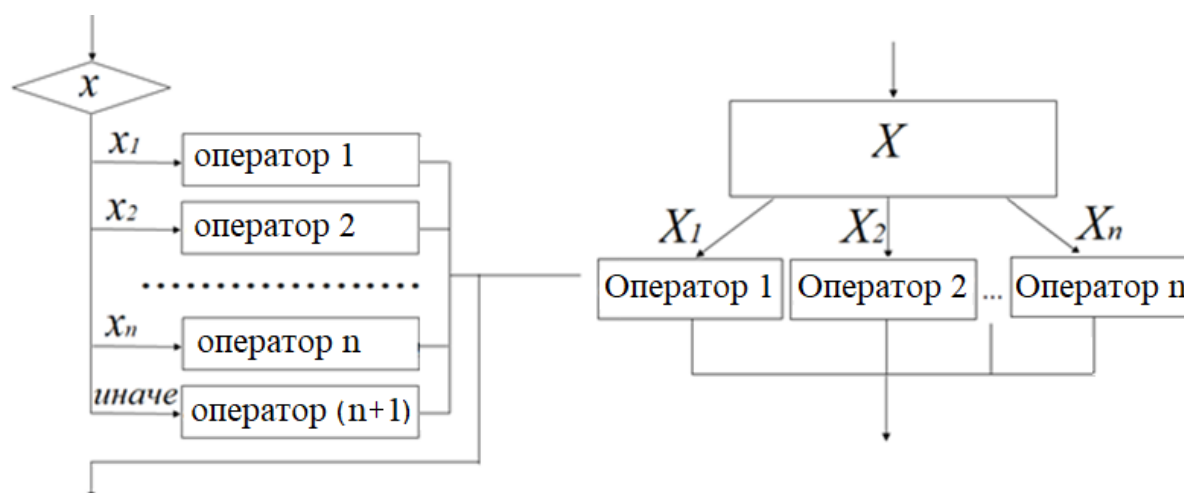 x
x1
оператор 1
x2
оператор 2
xn
оператор n
иначе
оператор (n+1)
X
X1
X2
Xn
Оператор 1
Оператор 2
...
Оператор n